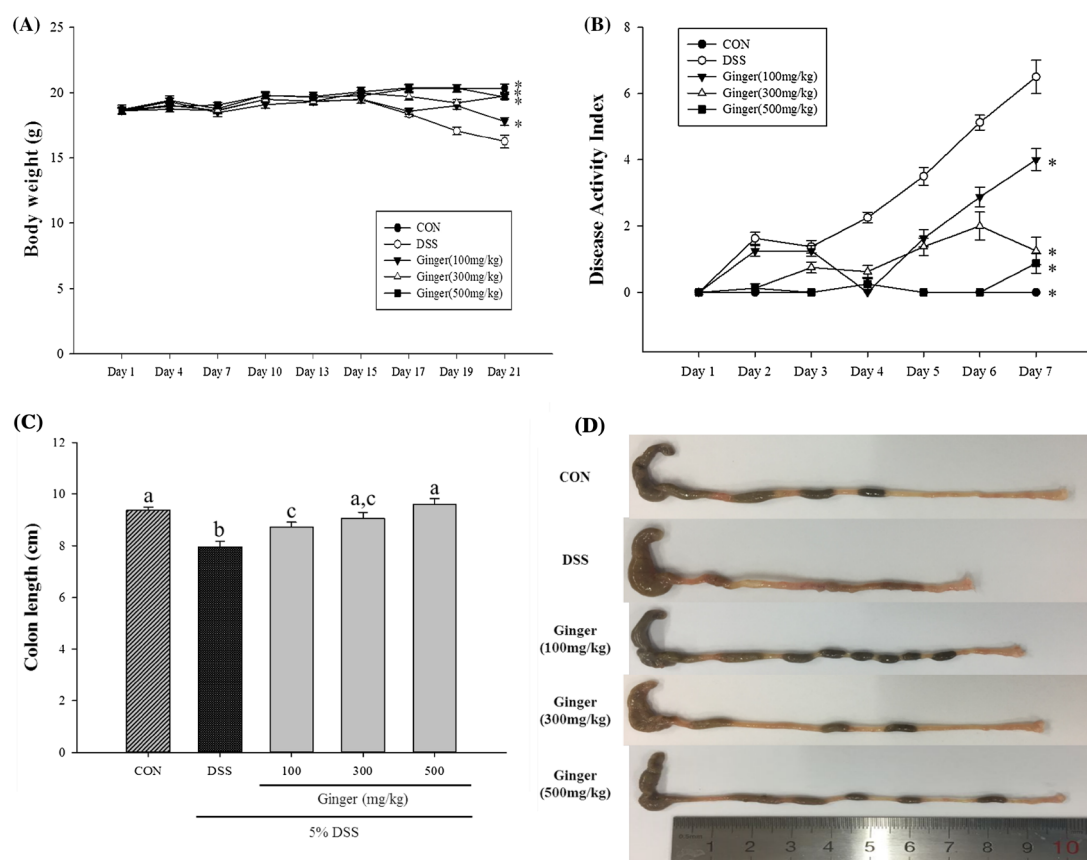 (A)
25
20
15
10
5
0
Body weight (g)
CON
DSS
Ginger(100mg/kg)
Ginger(300mg/kg)
Ginger(500mg/kg)
*
*
*
*
Day 1 Day 4 Day 7 Day 10 Day 13 Day 15 Day 17 Day 19 Day 21
(B)
8
6
4
2
0
Disease Activity Index
CON
DSS
Ginger(100mg/kg)
Ginger(300mg/kg)
Ginger(500mg/kg)
*
*
*
*
Day 1 Day 2 Day 3 Day 4 Day 5 Day 6 Day 7
(C)
12
10
8
6
4
2
0
Colon length (cm)
a b c a,c a
CON DSS 100 300 500
Ginger (mg/kg)
5% DSS
(D)
CON
DSS
Ginger
(100mg/kg)
Ginger
(300mg/kg)
Ginger
(500mg/kg)
1 2 3 4 5 6 7 8 9 10